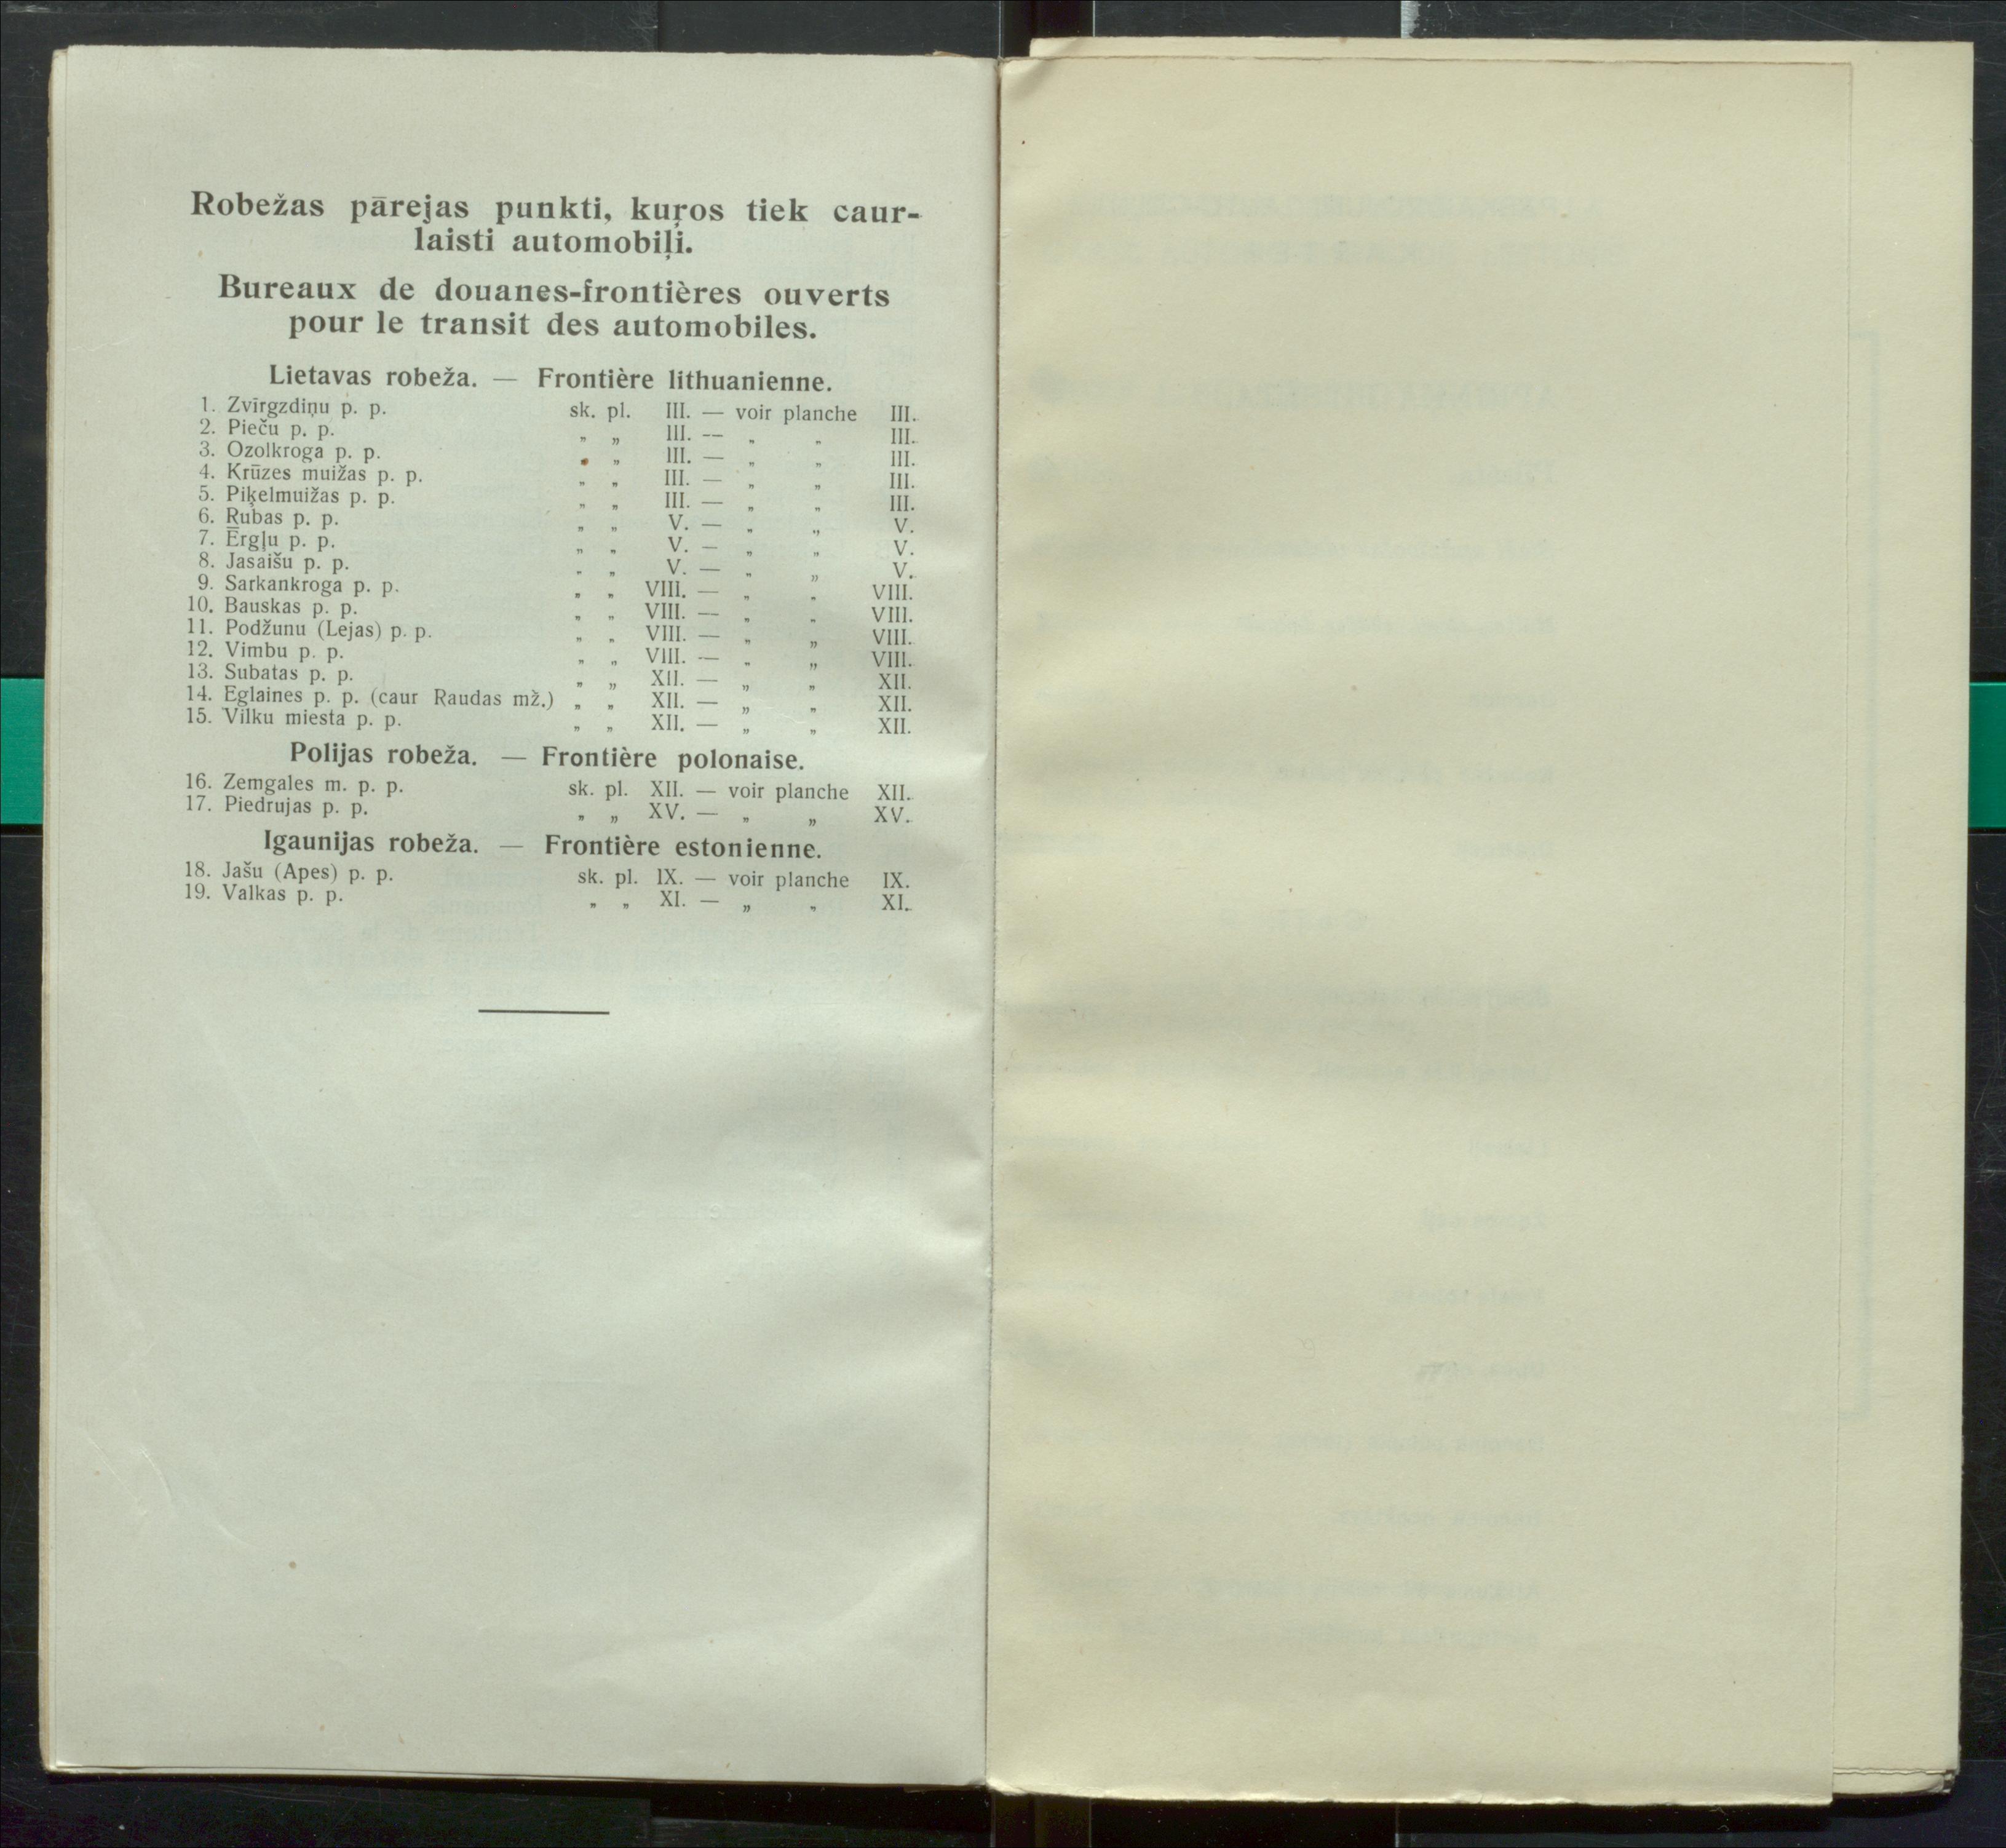 Robežas pārejas punkti, kuŗos tiek caur-
laisti automobiļi.
Bureaux de douanes-frontières ouverts
pour le transit des automobiles.
Lietavas robeža. — Frontière lithuanienne.
1. Zvīrgzdiņu p. p. sk. pl. III. — voir planche III.
2. Pieču p. p. „ „ III. — „ „ III.
3. Ozolkroga p. p. „ „ III. — „ „ III.
4. Krūzes muižas p. p. „ „ III. — „ „ III.
5. Piķelmuižas p. p. „ „ III. — „ „ III.
6. Rubas p. p. „ „ V. — „ „ V.
7. Ērgļu p. p. „ „ V. — „ „ V.
8. Jasaišu p. p. „ „ V. — „ „ V.
9. Sarkankroga p. p. „ „ VIII. — „ „ VIII.
10. Bauskas p. p. „ „ VIII. — „ „ VIII.
11. Podžunu (Lejas) p. p. „ „ VIII. — „ „ VIII.
12. Vimbu p. p. „ „ VIII. — „ „ VIII.
13. Subatas p. p. „ „ XII. — „ „ XII.
14. Eglaines p. p. (caur Raudas mž.) „ „ XII. — „ „ XII.
15. Vilku miesta p. p. „ „ XII. — „ „ XII.
Polijas robeža. — Frontière polonaise.
16. Zemgales m. p. p. sk. pl. XII. — voir planche XII.
17. Piedrujas p. p. „ „ XV. — „ „ XV.
Igaunijas robeža. — Frontière estonienne.
18. Jašu (Apes) p. p. sk. pl. IX. — voir planche IX.
19. Valkas p. p. „ „ XI. — „ „ XI.